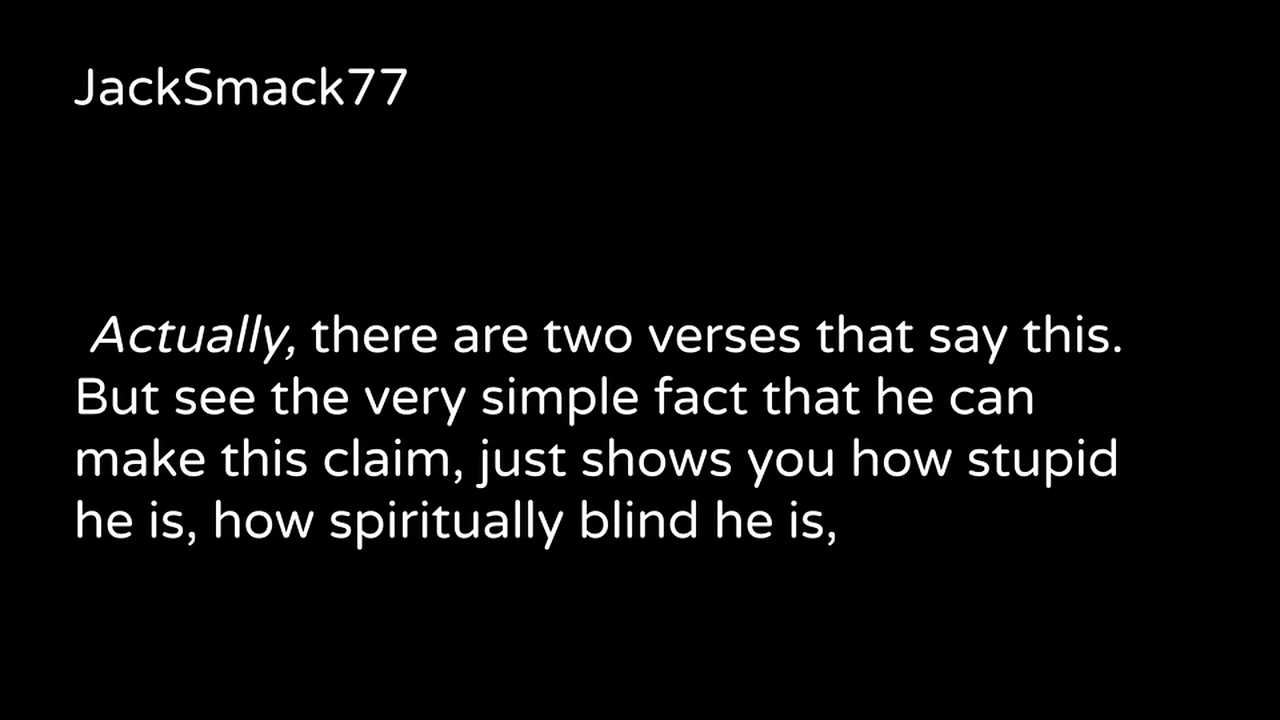 JackSmack77
Actually, there are two verses that say this.
But see the very simple fact that he can
make this claim, just shows you how stupid
he is, how spiritually blind he is,